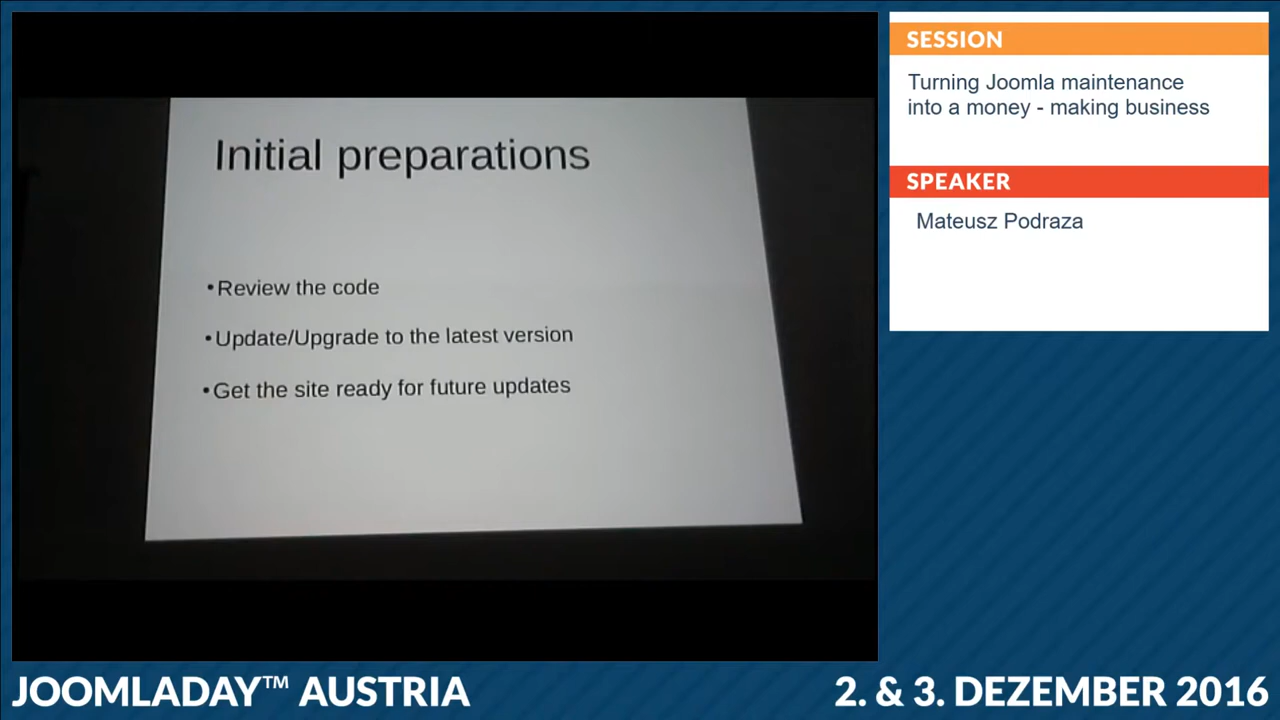 Initial preparations
•Review the code
•Update/Upgrade to the latest version
•Get the site ready for future updates
SESSION
Turning Joomla maintenance
into a money - making business
SPEAKER
Mateusz Podraza
JOOMLADAY™ AUSTRIA
2. & 3. DEZEMBER 2016